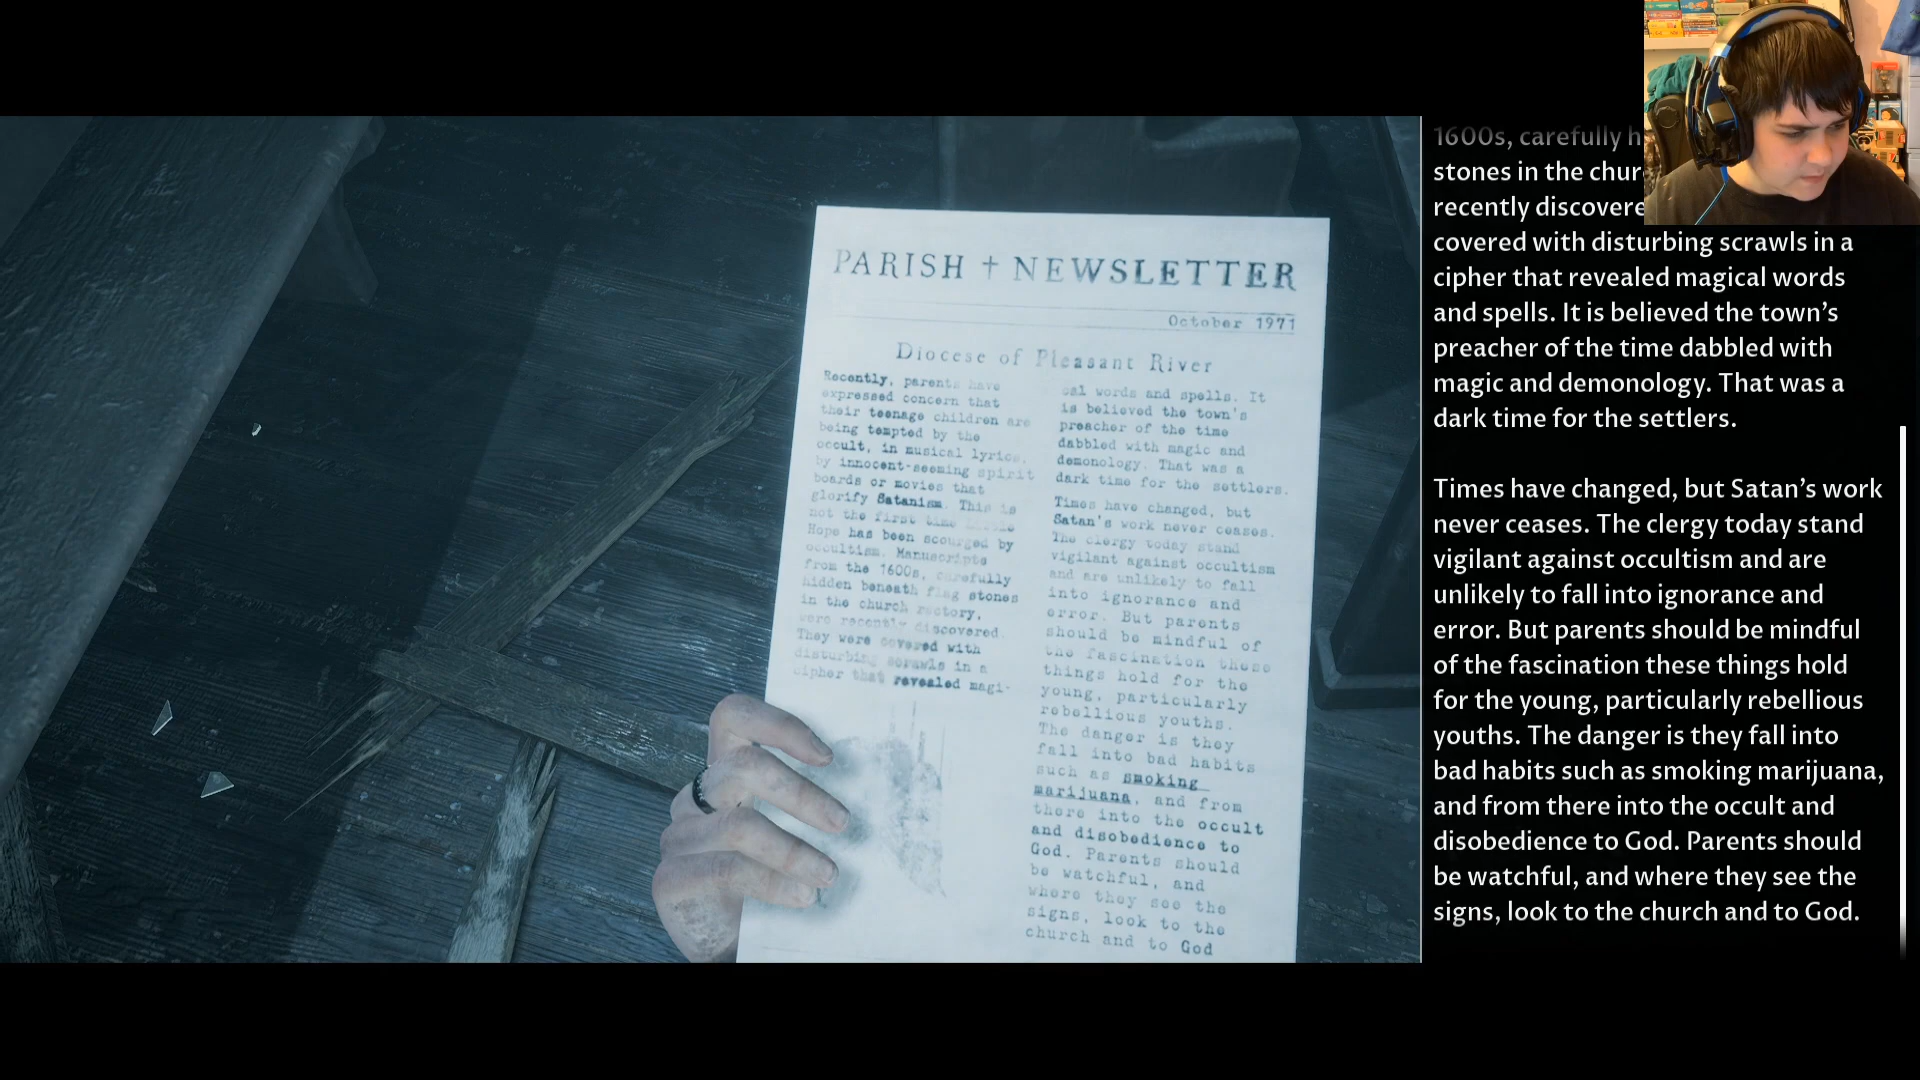 PARISH † NEWSLETTER
October 1971
Diocese of Pleasant River
Recently, parents have
expressed concern that
their teenage children are
being tempted by the
occult, in musical lyrics,
by innocent-seeming spirit
boards or movies that
glorify Satanism. This is
not the first time Little
Hope has been scourged by
occultism. Manuscripts
from the 1600s, carefully
hidden beneath flag stones
in the church rectory,
were recently discovered.
They were covered with
disturbing scrawls in a
cipher that revealed magi-
cal words and spells. It
is believed the town's
preacher of the time
dabbled with magic and
demonology. That was a
dark time for the settlers.
Times have changed, but
Satan's work never ceases.
The clergy today stand
vigilant against occultism
and are unlikely to fall
into ignorance and
error. But parents
should be mindful of
the fascination these
things hold for the
young, particularly
rebellious youths.
The danger is they
fall into bad habits
such as smoking
marijuana, and from
there into the occult
and disobedience to
God. Parents should
be watchful, and
where they see the
signs, look to the
church and to God
1600s, carefully h
stones in the chur
recently discovere
covered with disturbing scrawls in a
cipher that revealed magical words
and spells. It is believed the town's
preacher of the time dabbled with
magic and demonology. That was a
dark time for the settlers.
Times have changed, but Satan's work
never ceases. The clergy today stand
vigilant against occultism and are
unlikely to fall into ignorance and
error. But parents should be mindful
of the fascination these things hold
for the young, particularly rebellious
youths. The danger is they fall into
bad habits such as smoking marijuana,
and from there into the occult and
disobedience to God. Parents should
be watchful, and where they see the
signs, look to the church and to God.